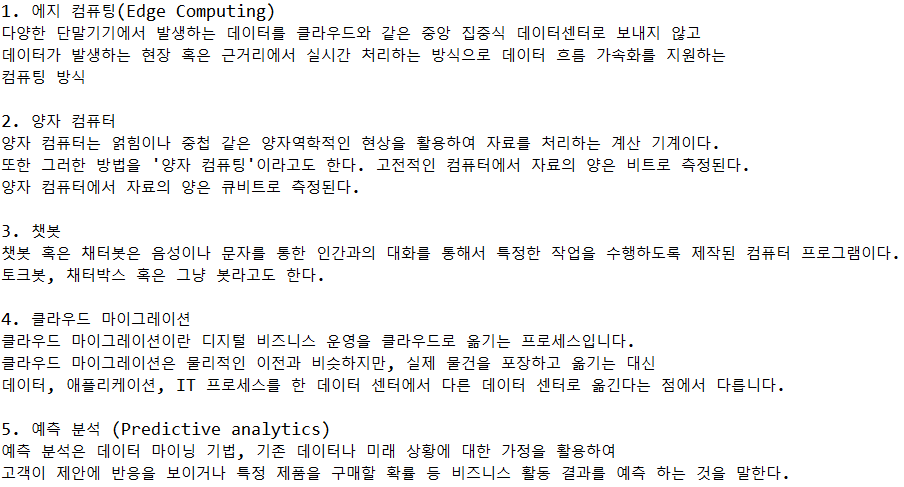 1. 에지 컴퓨팅(Edge Computing)
다양한 단말기기에서 발생하는 데이터를 클라우드와 같은 중앙 집중식 데이터센터로 보내지 않고
데이터가 발생하는 현장 혹은 근거리에서 실시간 처리하는 방식으로 데이터 흐름 가속화를 지원하는
컴퓨팅 방식
2. 양자 컴퓨터
양자 컴퓨터는 얽힘이나 중첩 같은 양자역학적인 현상을 활용하여 자료를 처리하는 계산 기계이다.
또한 그러한 방법을 '양자 컴퓨팅'이라고도 한다. 고전적인 컴퓨터에서 자료의 양은 비트로 측정된다.
양자 컴퓨터에서 자료의 양은 큐비트로 측정된다.
3. 챗봇
챗봇 혹은 채터봇은 음성이나 문자를 통한 인간과의 대화를 통해서 특정한 작업을 수행하도록 제작된 컴퓨터 프로그램이다.
토크봇, 채터박스 혹은 그냥 봇라고도 한다.
4. 클라우드 마이그레이션
클라우드 마이그레이션이란 디지털 비즈니스 운영을 클라우드로 옮기는 프로세스입니다.
클라우드 마이그레이션은 물리적인 이전과 비슷하지만, 실제 물건을 포장하고 옮기는 대신
데이터, 애플리케이션, IT 프로세스를 한 데이터 센터에서 다른 데이터 센터로 옮긴다는 점에서 다릅니다.
5. 예측 분석 (Predictive analytics)
예측 분석은 데이터 마이닝 기법, 기존 데이터나 미래 상황에 대한 가정을 활용하여
고객이 제안에 반응을 보이거나 특정 제품을 구매할 확률 등 비즈니스 활동 결과를 예측 하는 것을 말한다.